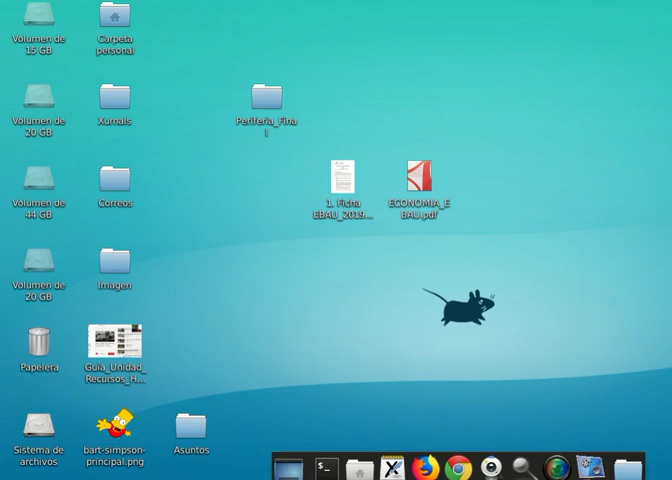 Volumen de
15 GB
Carpeta
personal
Volumen de
20 GB
Xurnais
Periferia_Fina
l
Volumen de
44 GB
Correos
1. Ficha
EBAU_2019...
ECONOMIA_E
BAU.pdf
Volumen de
20 GB
Imagen
Papelera
Guia_Unidad_
Recursos_H...
Sistema de
archivos
bart-simpson-
principal.png
Asuntos
$_